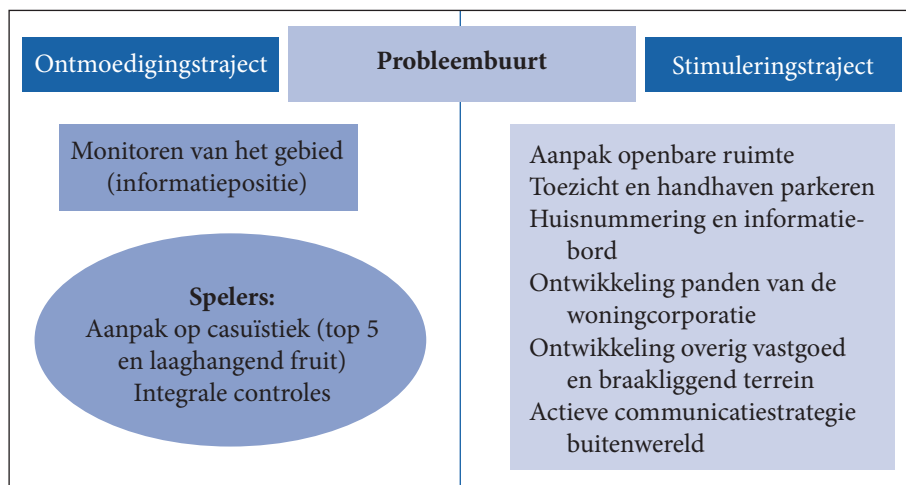 Ontmoedigingstraject
Probleembuurt
Stimuleringstraject
Monitoren van het gebied
(informatiepositie)
Spelers:
Aanpak op casuïstiek (top 5
en laaghangend fruit)
Integrale controles
Aanpak openbare ruimte
Toezicht en handhaven parkeren
Huisnummering en informatie-
bord
Ontwikkeling panden van de
woningcorporatie
Ontwikkeling overig vastgoed
en braakliggend terrein
Actieve communicatiestrategie
buitenwereld